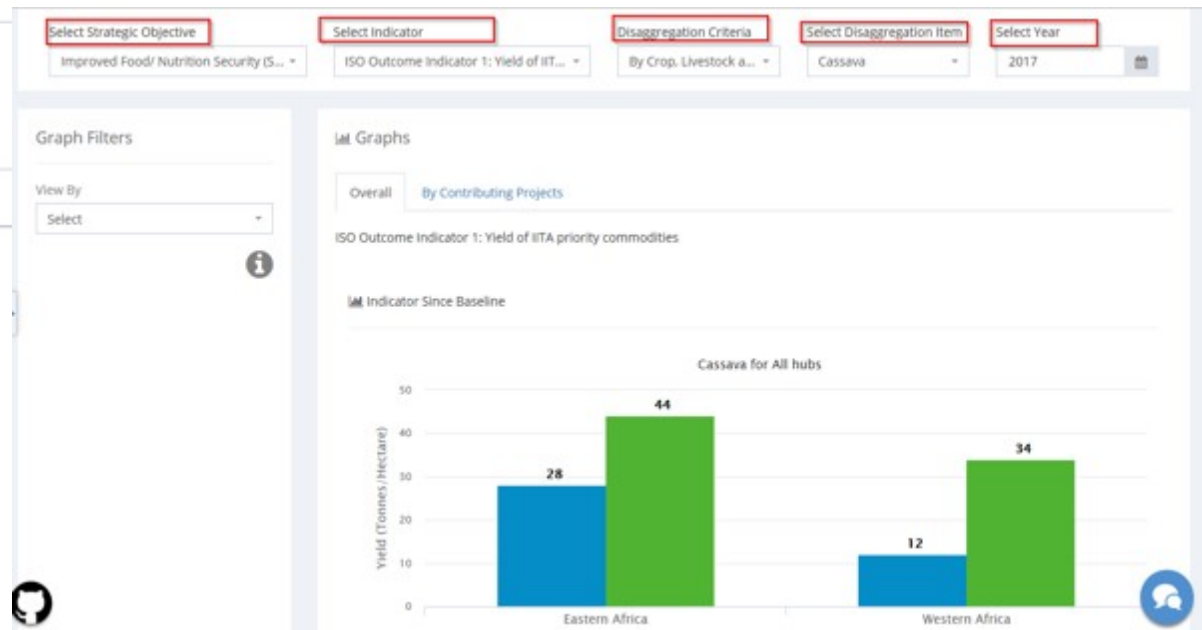 Select Strategic Objective
Select Indicator
Disaggregation Criteria
Select Disaggregation Item
Select Year
Improved Food/ Nutrition Security (S...
ISO Outcome Indicator 1: Yield of IIT...
By Crop, Livestock a...
Cassava
2017
Graph Filters
View By
Select
Graphs
Overall
By Contributing Projects
ISO Outcome Indicator 1: Yield of IITA priority commodities
Indicator Since Baseline
Cassava for All hubs
Yield (Tonnes/Hectare)
50
40
30
20
10
0
28
44
12
34
Eastern Africa
Western Africa